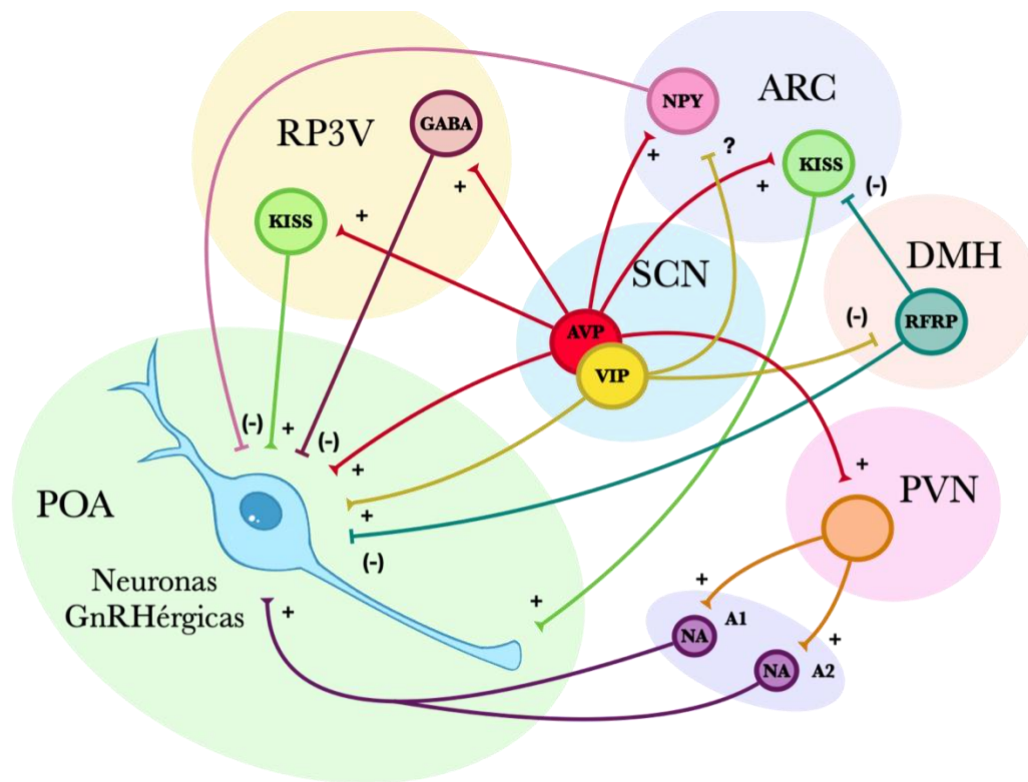 ARC
NPY
GABA
RP3V
?
+
KISS
+
+
(-)
KISS
+
DMH
SCN
(-)
RFRP
AVP
VIP
(-)
+
(-)
+
+
PVN
POA
+
(-)
Neuronas
GnRHérgicas
+
+
+
A1
NA
+
NA
A2